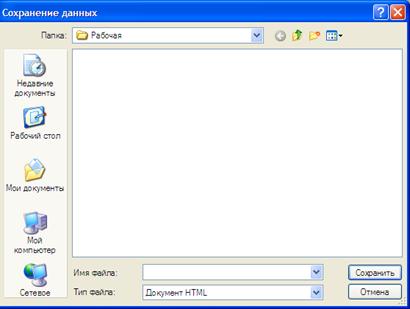 Сохранение данных
Папка: Рабочая
Недавние
документы
Рабочий стол
Мои документы
Мой
компьютер
Сетевое
Имя файла:
Сохранить
Тип файла: Документ HTML
Отмена